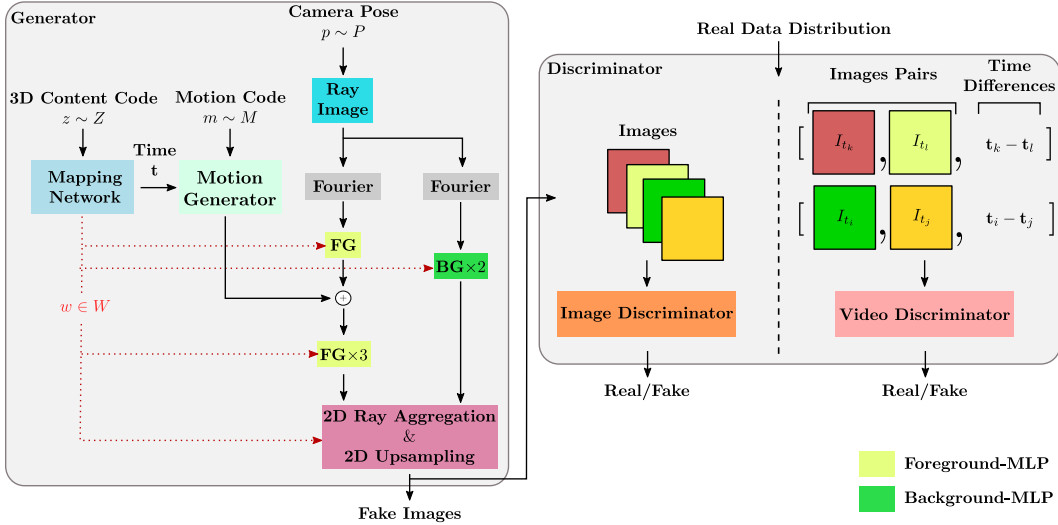 Generator
Camera Pose
p ∼ P
3D Content Code
z ∼ Z
Motion Code
m ∼ M
Ray
Image
Time
t
Mapping
Network
Motion
Generator
Fourier
Fourier
FG
BG×2
w ∈ W
+
FG×3
2D Ray Aggregation
&
2D Upsampling
Fake Images
Real Data Distribution
Discriminator
Images
Image Discriminator
Real/Fake
Images Pairs
Time
Differences
[ I_{t_k} , I_{t_l} , t_k − t_l ]
[ I_{t_i} , I_{t_j} , t_i − t_j ]
Video Discriminator
Real/Fake
Foreground-MLP
Background-MLP